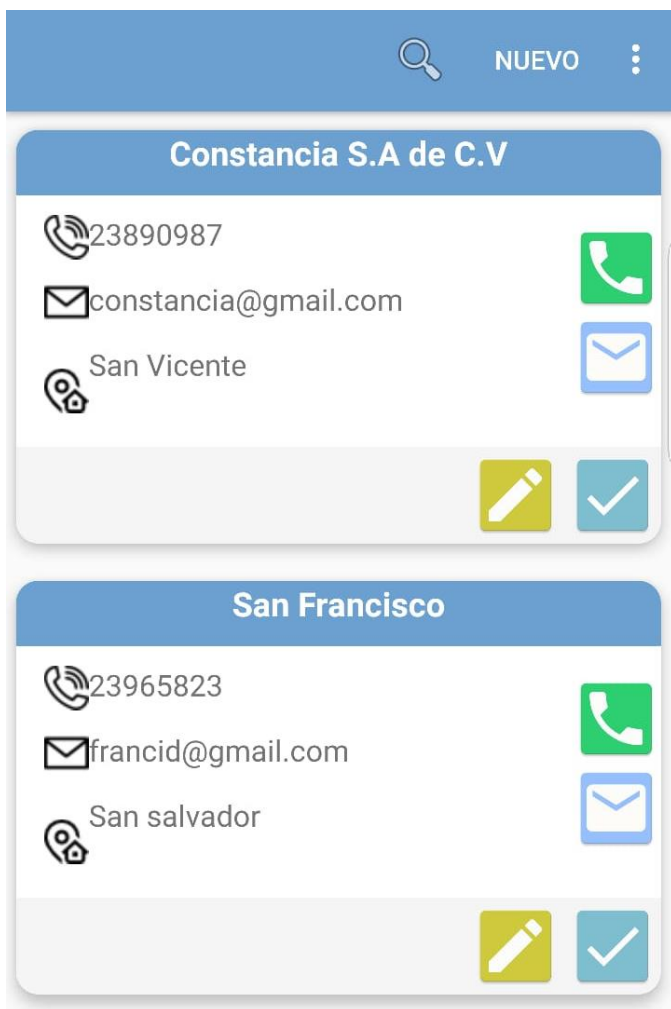 NUEVO
Constancia S.A de C.V
23890987
constancia@gmail.com
San Vicente
San Francisco
23965823
francid@gmail.com
San salvador